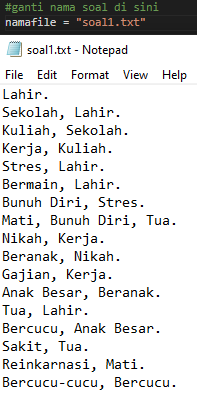 #ganti nama soal di sini
namafile = "soal1.txt"
soal1.txt - Notepad
File Edit Format View Help
Lahir.
Sekolah, Lahir.
Kuliah, Sekolah.
Kerja, Kuliah.
Stres, Lahir.
Bermain, Lahir.
Bunuh Diri, Stres.
Mati, Bunuh Diri, Tua.
Nikah, Kerja.
Beranak, Nikah.
Gajian, Kerja.
Anak Besar, Beranak.
Tua, Lahir.
Bercucu, Anak Besar.
Sakit, Tua.
Reinkarnasi, Mati.
Bercucu-cucu, Bercucu.